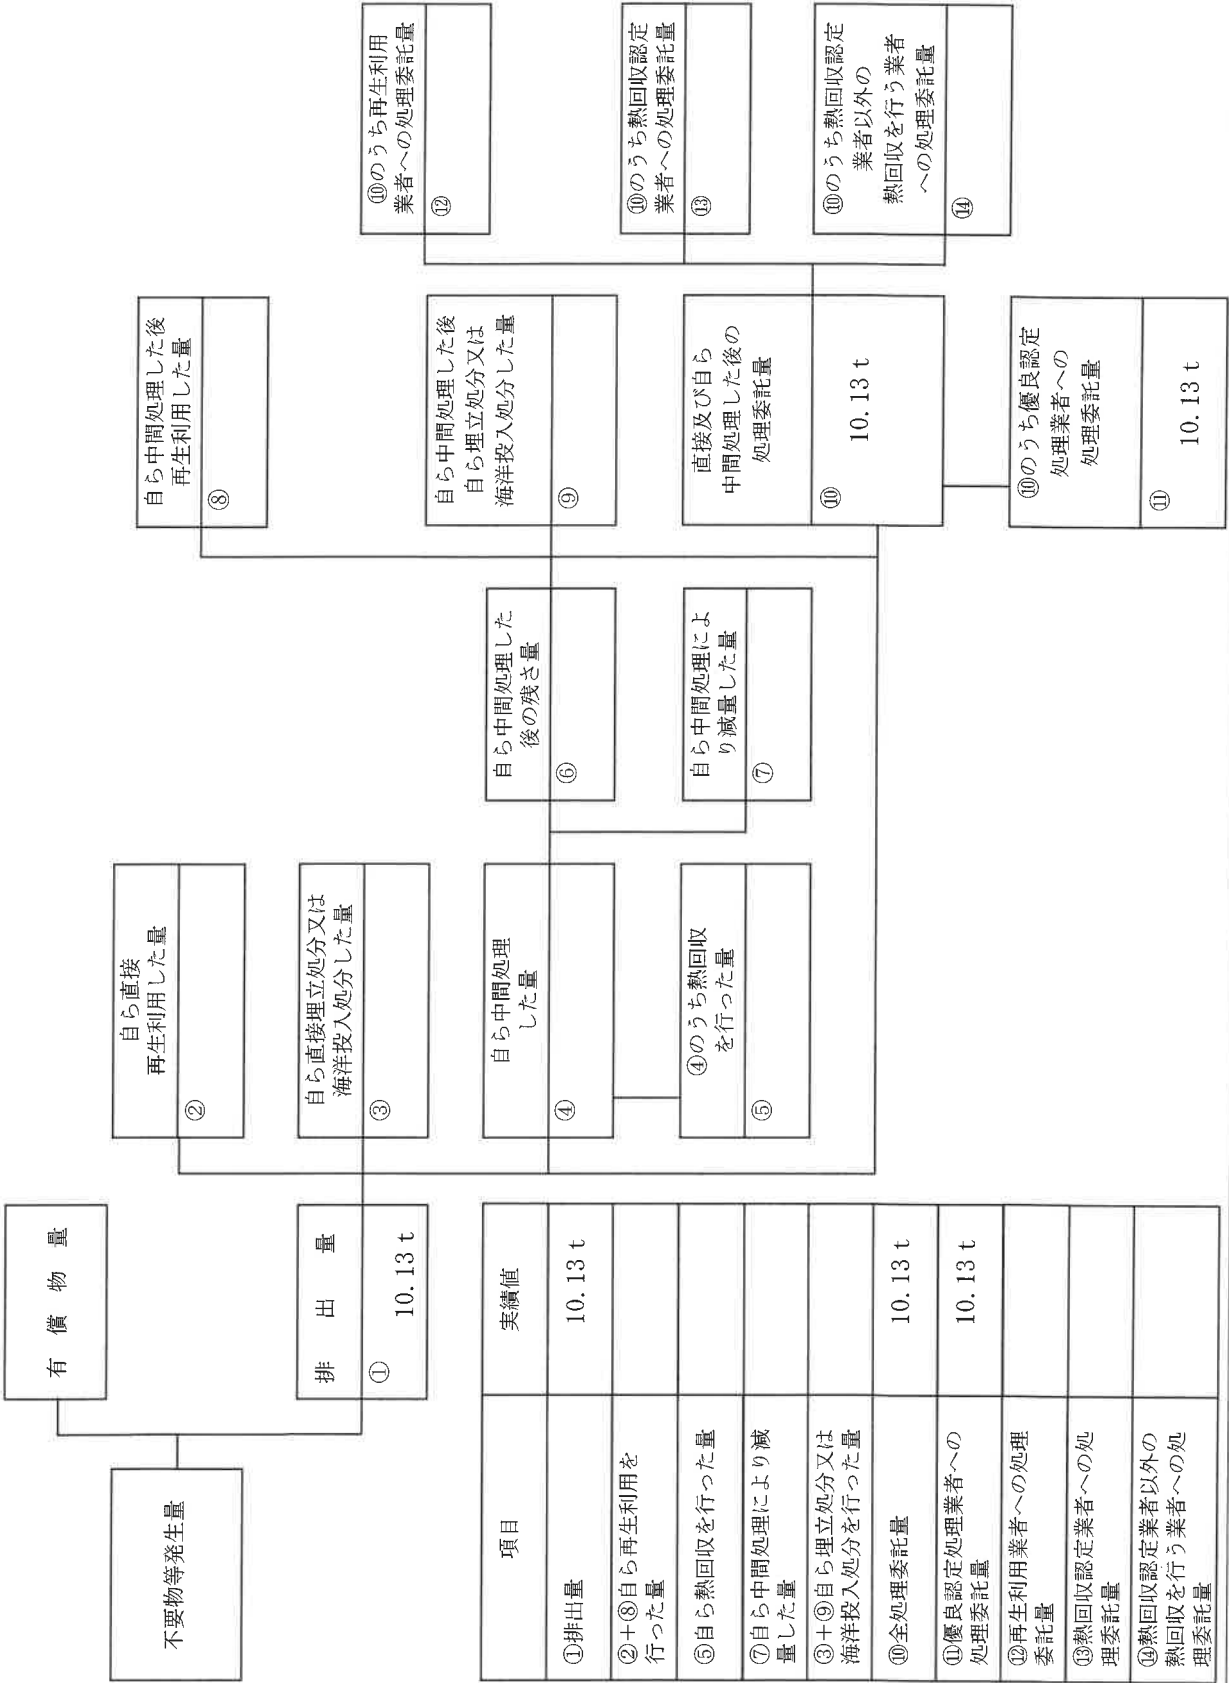 不要物等発生量
有償物量
排出量
①
10.13 t
自ら直接
再生利用した量
②
自ら直接埋立処分又は
海洋投入処分した量
③
自ら中間処理
した量
④
④のうち熱回収
を行った量
⑤
自ら中間処理した
後の残さ量
⑥
自ら中間処理によ
り減量した量
⑦
自ら中間処理した後
再生利用した量
⑧
自ら中間処理した後
自ら埋立処分又は
海洋投入処分した量
⑨
直接及び自ら
中間処理した後の
処理委託量
⑩
10.13 t
⑩のうち優良認定
処理業者への
処理委託量
⑪
10.13 t
⑩のうち再生利用
業者への処理委託量
⑫
⑩のうち熱回収認定
業者への処理委託量
⑬
⑩のうち熱回収認定
業者以外の
熱回収を行う業者
への処理委託量
⑭
項目
実績値
①排出量
10.13 t
②+⑧自ら再生利用を
行った量
⑤自ら熱回収を行った量
⑦自ら中間処理により減
量した量
③+⑨自ら埋立処分又は
海洋投入処分を行った量
⑩全処理委託量
10.13 t
⑪優良認定処理業者への
処理委託量
10.13 t
⑫再生利用業者への処理
委託量
⑬熱回収認定業者への処
理委託量
⑭熱回収認定業者以外の
熱回収を行う業者への処
理委託量